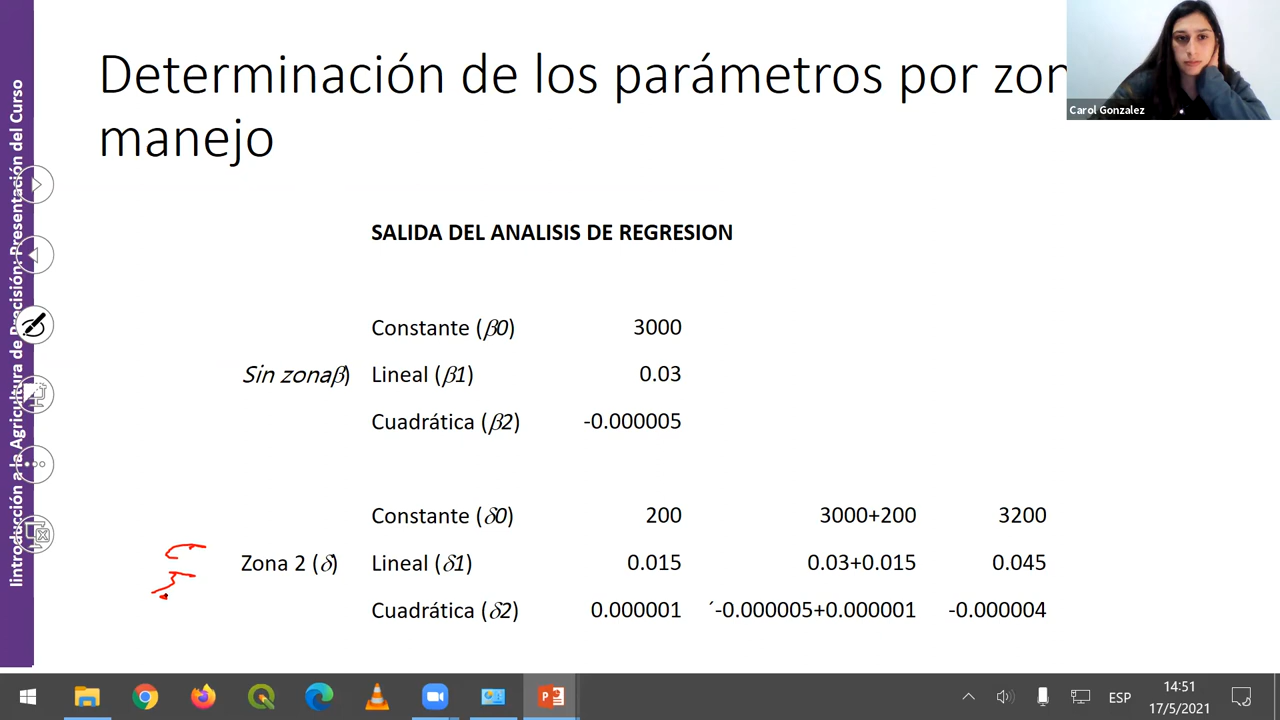 Determinación de los parámetros por zon
manejo
Carol Gonzalez
Iintroducción a la Agricultura de Precisión: Presentación del Curso
SALIDA DEL ANALISIS DE REGRESION
Constante (β0) 3000
Sin zonaβ) Lineal (β1) 0.03
Cuadrática (β2) -0.000005
Constante (δ0) 200 3000+200 3200
Zona 2 (δ) Lineal (δ1) 0.015 0.03+0.015 0.045
Cuadrática (δ2) 0.000001 ´-0.000005+0.000001 -0.000004
ESP
14:51
17/5/2021